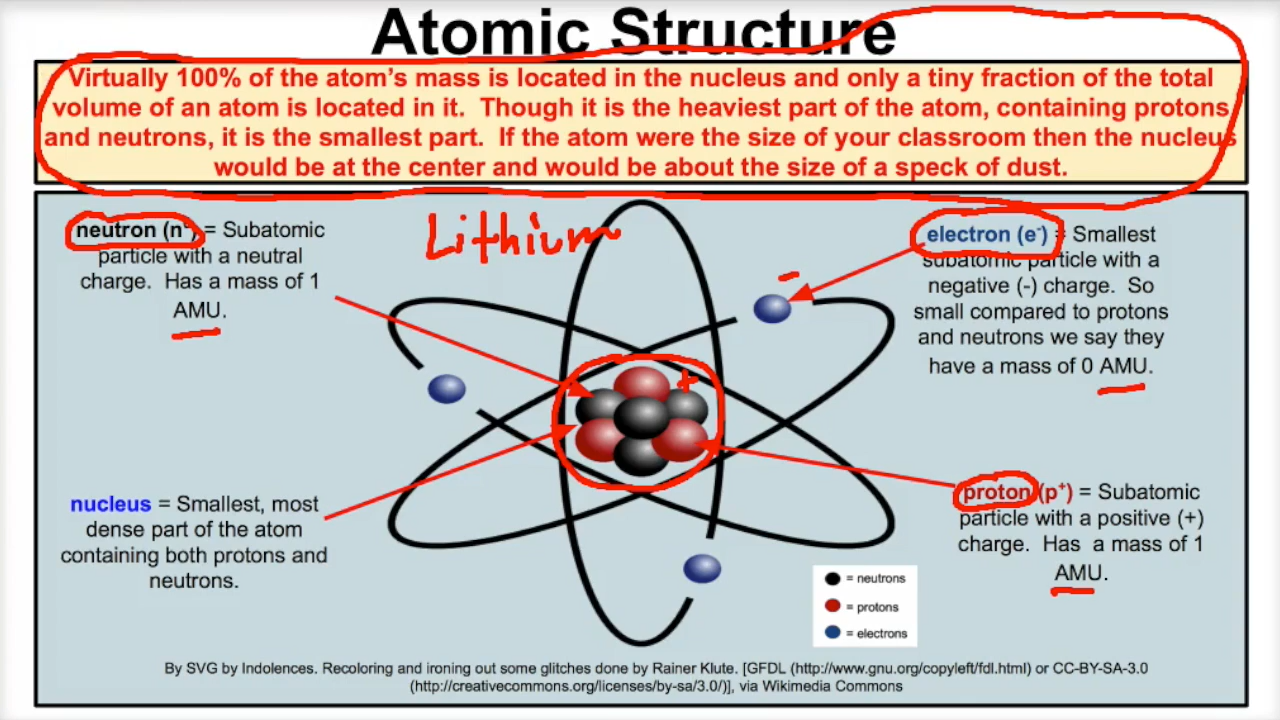 Atomic Structure
Virtually 100% of the atom's mass is located in the nucleus and only a tiny fraction of the total
volume of an atom is located in it. Though it is the heaviest part of the atom, containing protons
and neutrons, it is the smallest part. If the atom were the size of your classroom then the nucleus
would be at the center and would be about the size of a speck of dust.
Lithium
neutron (n ) = Subatomic
particle with a neutral
charge. Has a mass of 1
AMU.
electron (e-) = Smallest
subatomic particle with a
negative (-) charge. So
small compared to protons
and neutrons we say they
have a mass of 0 AMU.
-
+
nucleus = Smallest, most
dense part of the atom
containing both protons and
neutrons.
proton (p+) = Subatomic
particle with a positive (+)
charge. Has a mass of 1
AMU.
= neutrons
= protons
= electrons
By SVG by Indolences. Recoloring and ironing out some glitches done by Rainer Klute. [GFDL (http://www.gnu.org/copyleft/fdl.html) or CC-BY-SA-3.0
(http://creativecommons.org/licenses/by-sa/3.0/)], via Wikimedia Commons